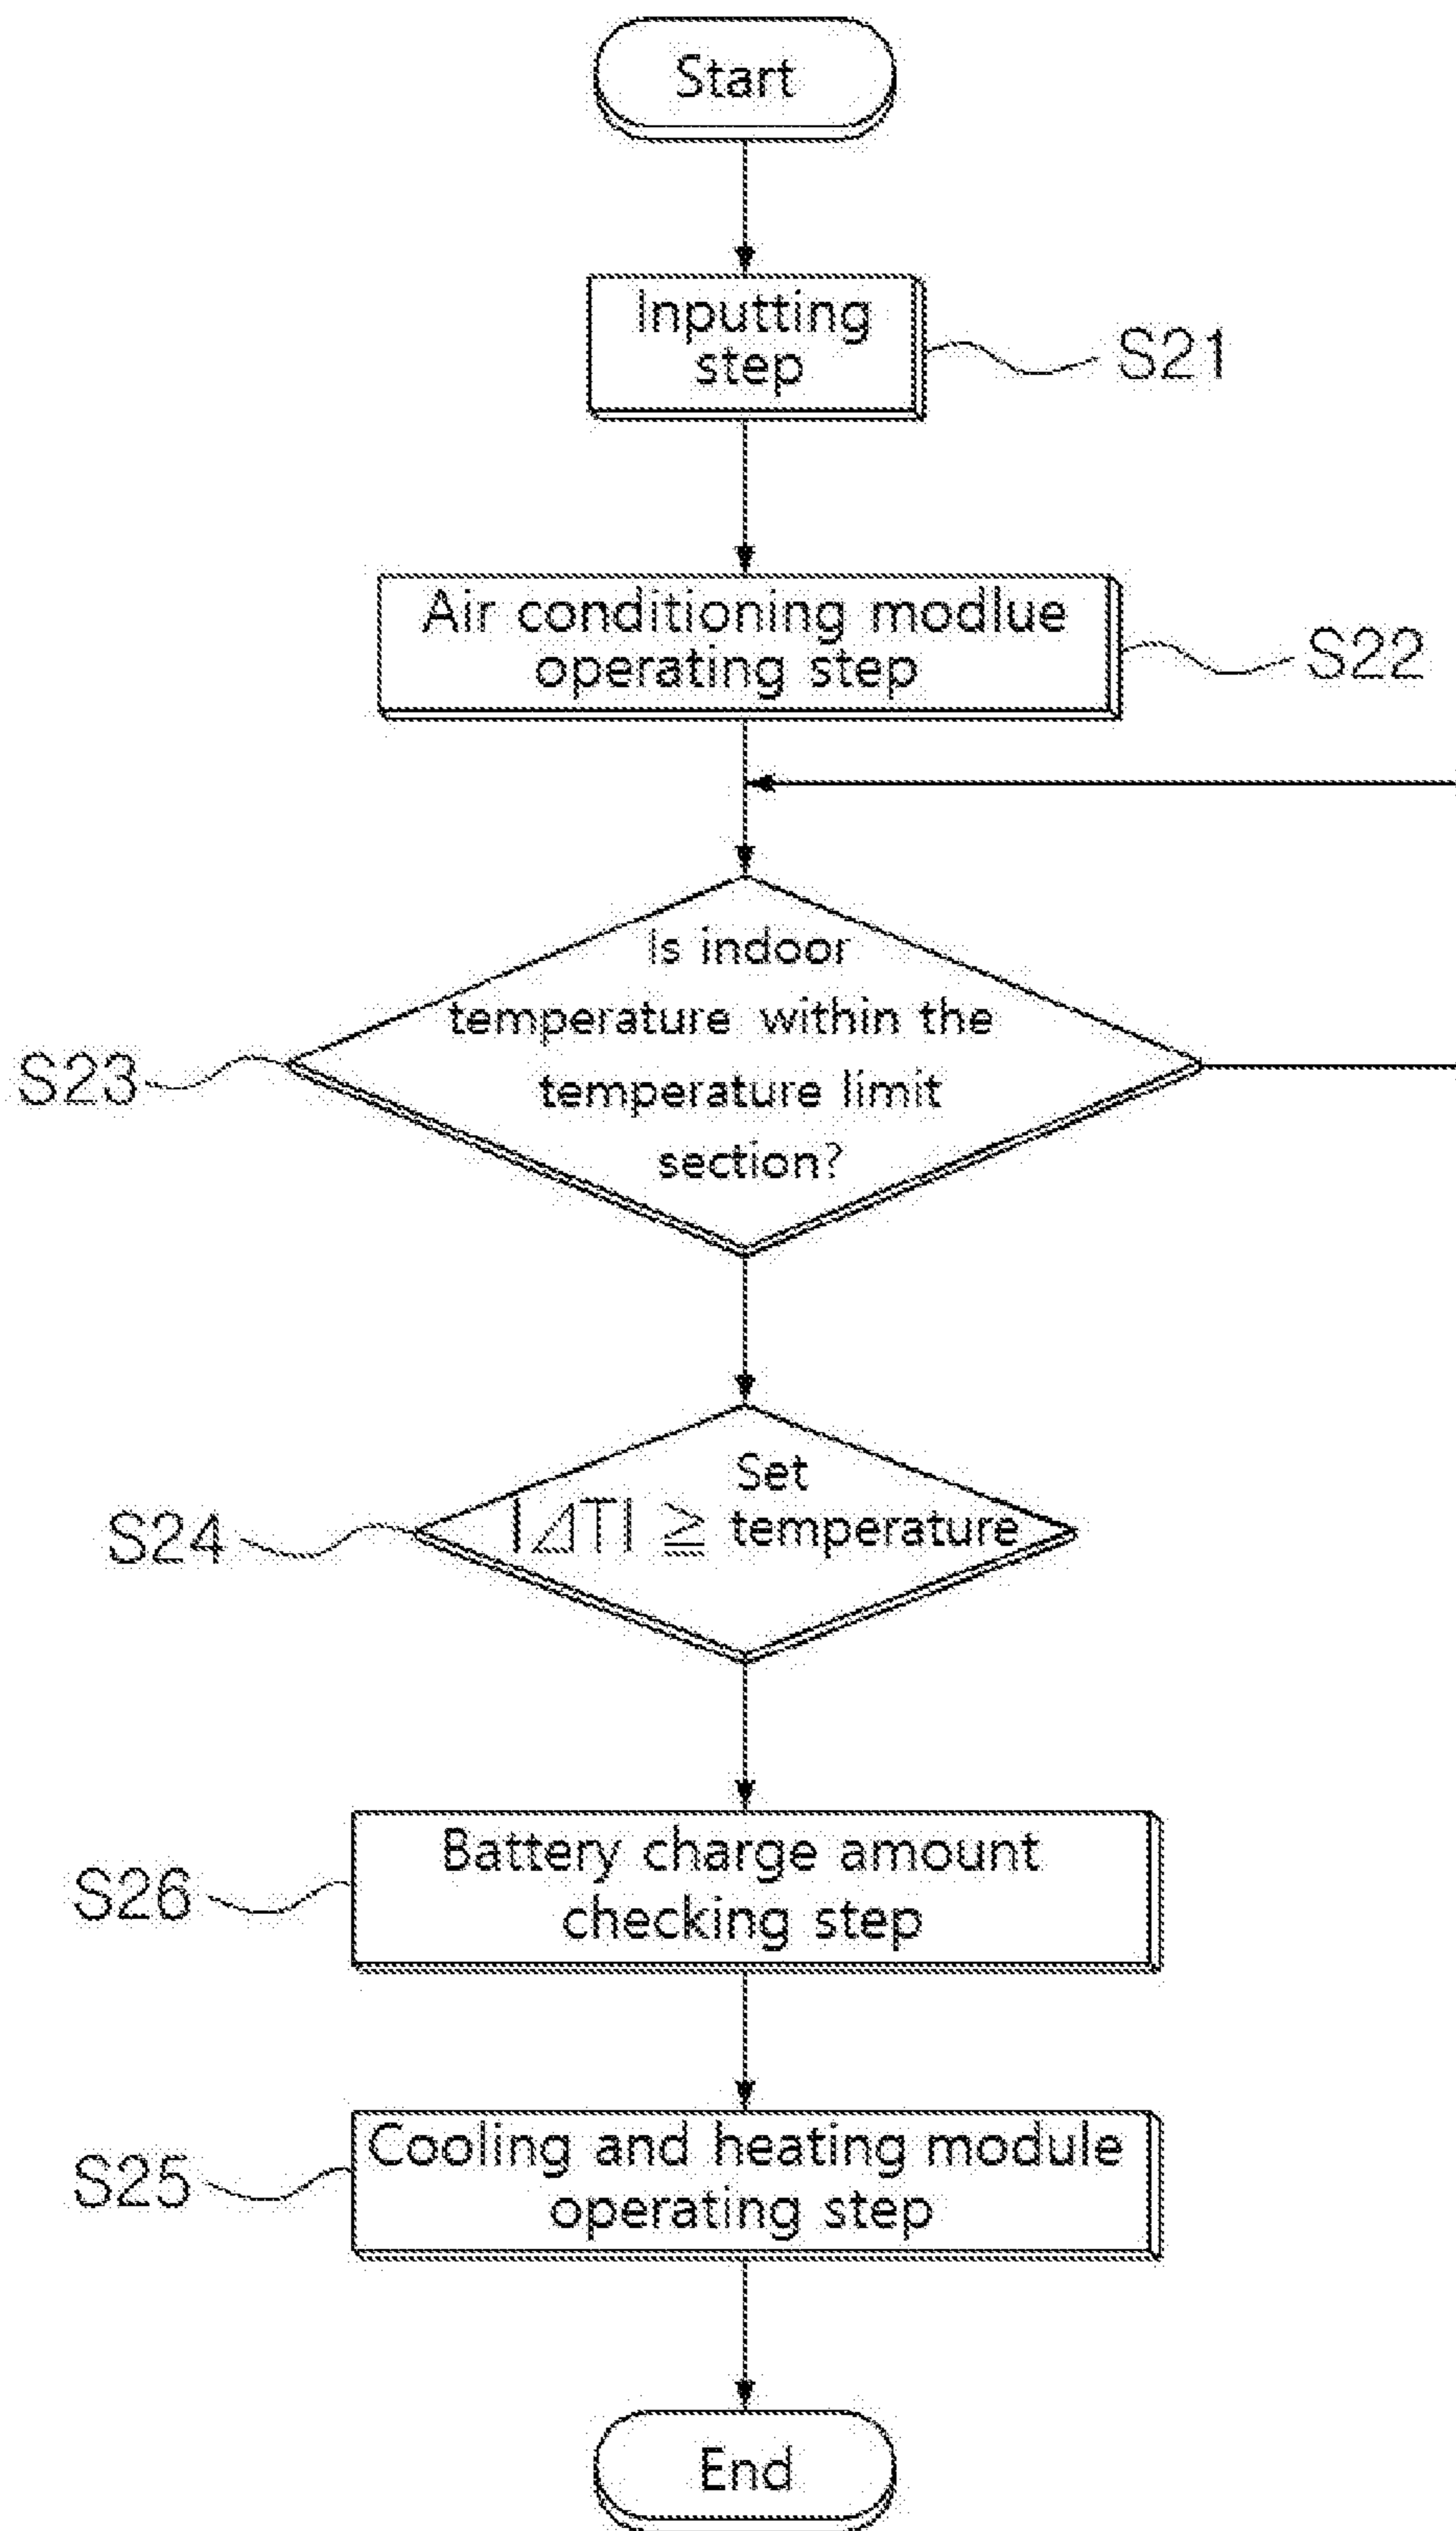 Start
Inputting
step
S21
Air conditioning modlue
operating step
S22
Is indoor
temperature within the
temperature limit
section?
S23
Set
|ΔT| ≧ temperature
S24
Battery charge amount
checking step
S26
Cooling and heating module
operating step
S25
End